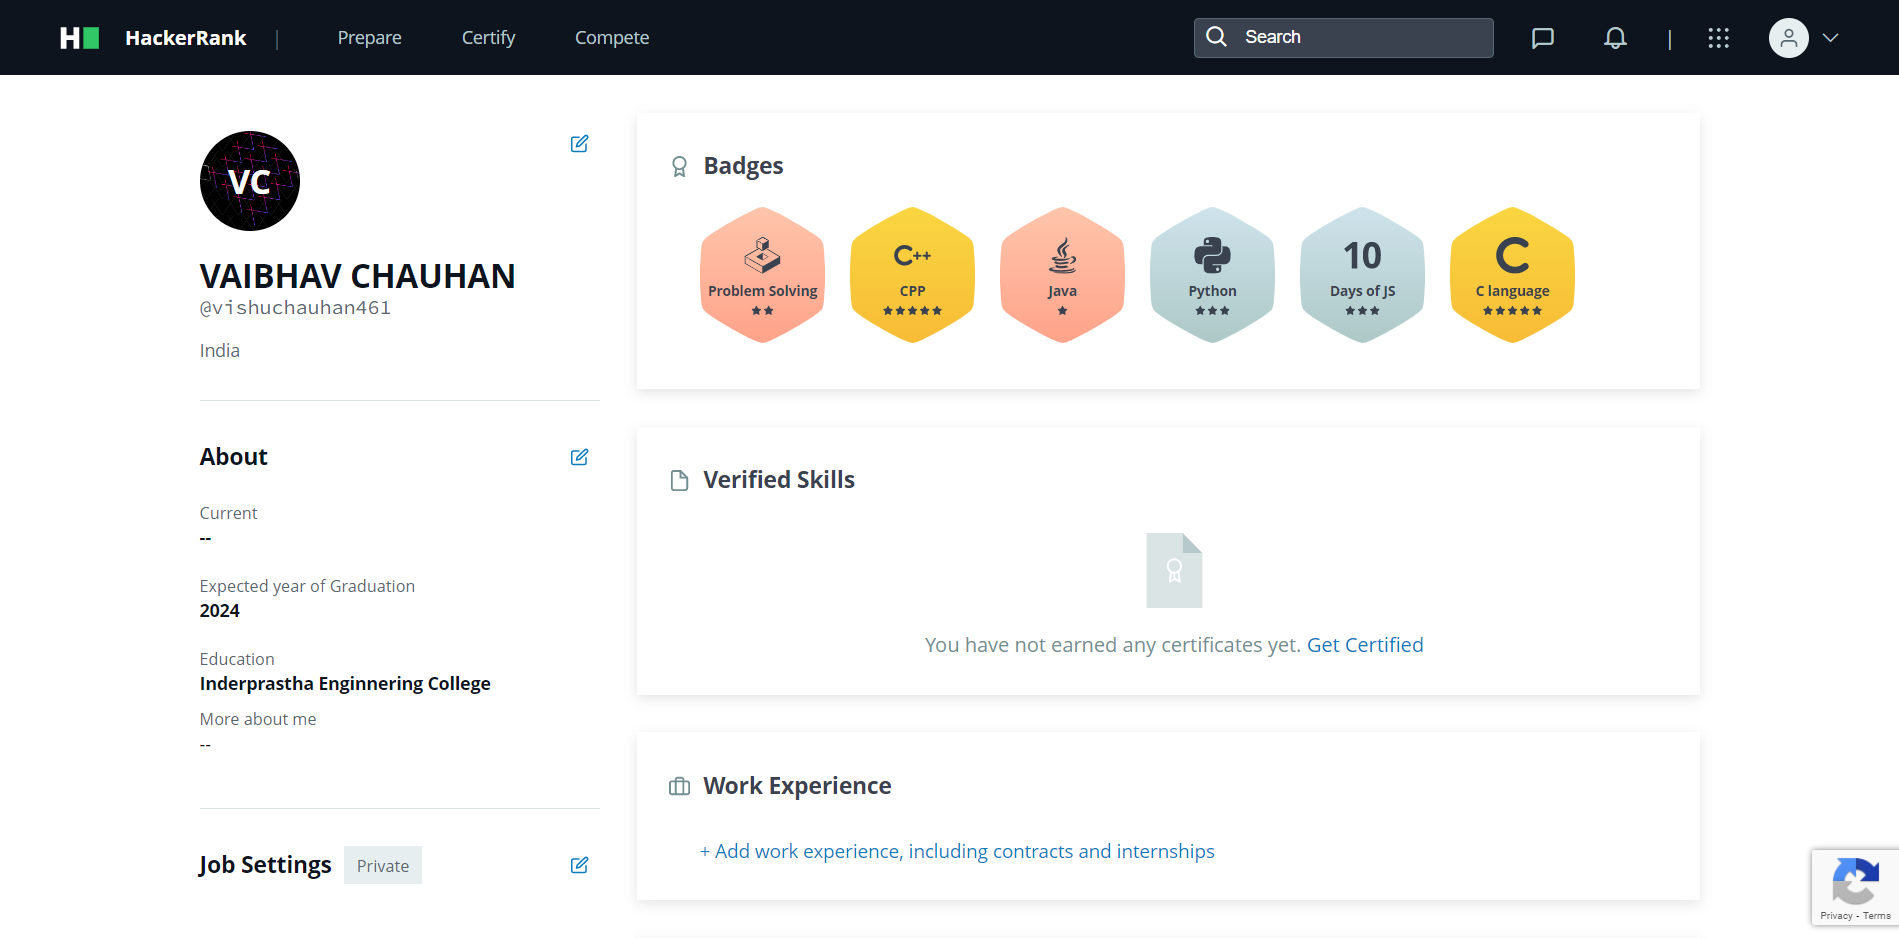 H HackerRank | Prepare Certify Compete Search |
VC
VAIBHAV CHAUHAN
@vishuchauhan461
India
About
Current
--
Expected year of Graduation
2024
Education
Inderprastha Enginnering College
More about me
--
Job Settings Private
Badges
Problem Solving
C++
CPP
Java
Python
10
Days of JS
C
C language
Verified Skills
You have not earned any certificates yet. Get Certified
Work Experience
+ Add work experience, including contracts and internships
Privacy - Terms